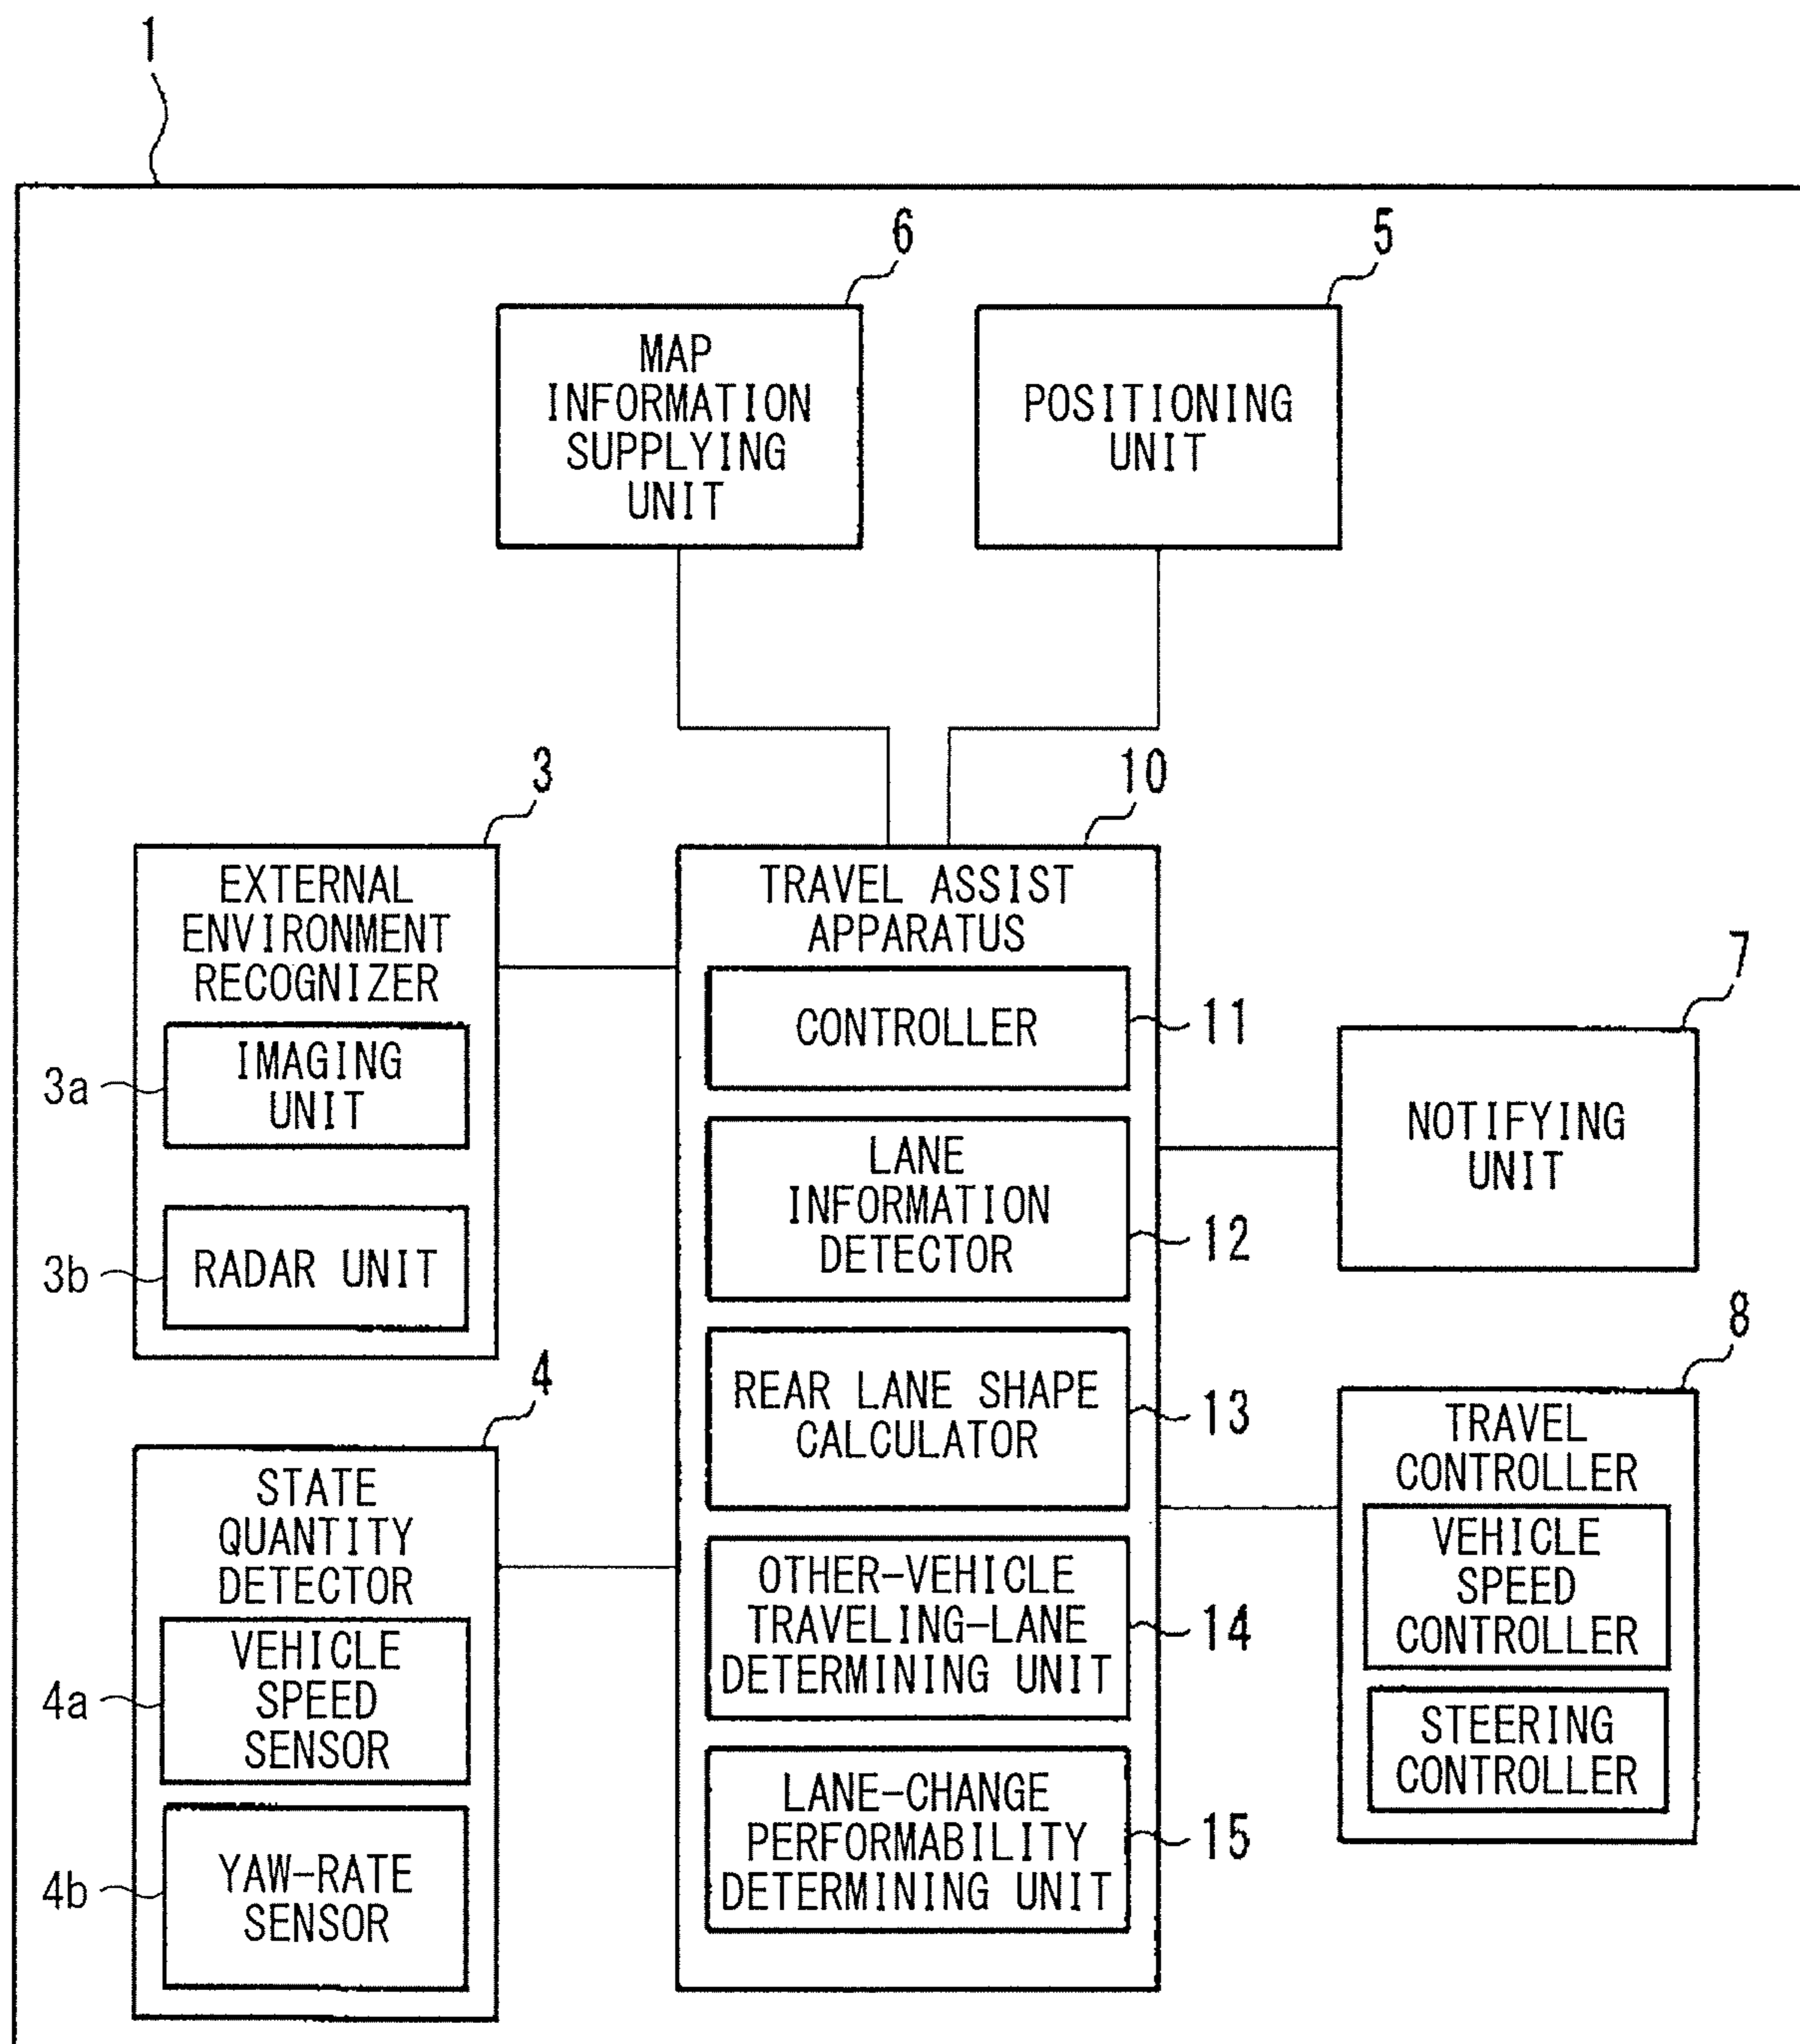 1
6
MAP
INFORMATION
SUPPLYING
UNIT
5
POSITIONING
UNIT
3
EXTERNAL
ENVIRONMENT
RECOGNIZER
3a
IMAGING
UNIT
3b
RADAR UNIT
4
STATE
QUANTITY
DETECTOR
4a
VEHICLE
SPEED
SENSOR
4b
YAW-RATE
SENSOR
10
TRAVEL ASSIST
APPARATUS
CONTROLLER
11
LANE
INFORMATION
DETECTOR
12
REAR LANE SHAPE
CALCULATOR
13
OTHER-VEHICLE
TRAVELING-LANE
DETERMINING UNIT
14
LANE-CHANGE
PERFORMABILITY
DETERMINING UNIT
15
7
NOTIFYING
UNIT
8
TRAVEL
CONTROLLER
VEHICLE
SPEED
CONTROLLER
STEERING
CONTROLLER